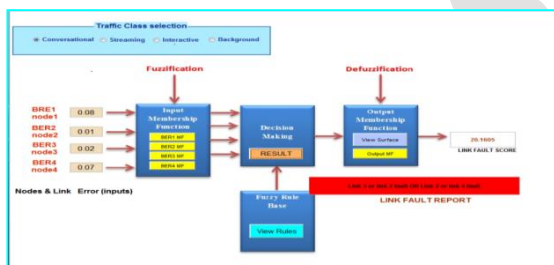 Traffic Class selection
Conversational Streaming Interactive Background
Fuzzification
Defuzzification
BRE1
node1
0.08
BER2
node2
0.01
BER3
node3
0.02
BER4
node4
0.07
Nodes & Link Error (inputs)
Input
Membership
Function
BER1 MF
BER2 MF
BER3 MF
BER4 MF
Decision
Making
RESULT
Output
Membership
Function
View Surface
Output MF
20.1605
LINK FAULT SCORE
LINK FAULT REPORT
Fuzzy Rule
Base
View Rules